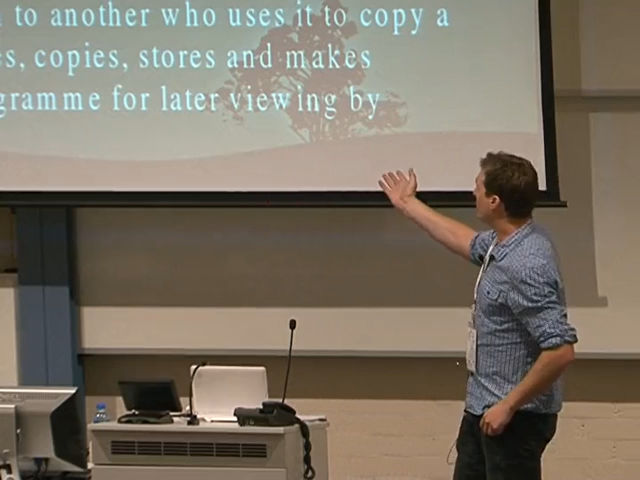 to another who uses it to copy a
es, copies, stores and makes
gramme for later viewing by